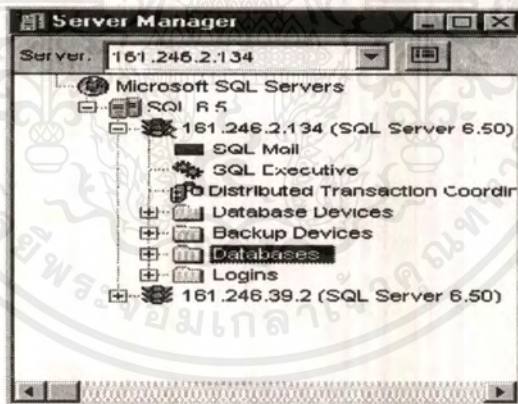 Server Manager
Server: 161.246.2.134
Microsoft SQL Servers
SQL 6.5
161.246.2.134 (SQL Server 6.50)
SQL Mail
SQL Executive
Distributed Transaction Coordin
Database Devices
Backup Devices
Databases
Logins
161.246.39.2 (SQL Server 6.50)